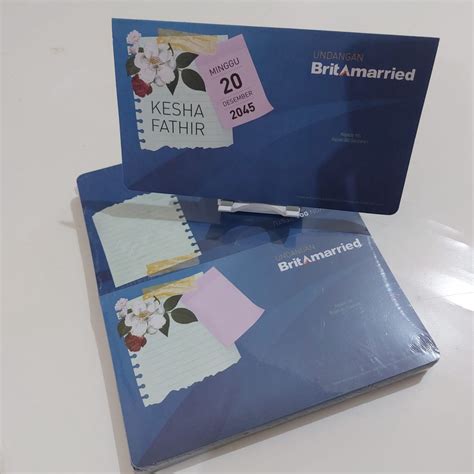 UNDANGAN
BritAmarried
KESHA
FATHIR
MINGGU
20
DESEMBER
2045
UNDANGAN
BritAmarried